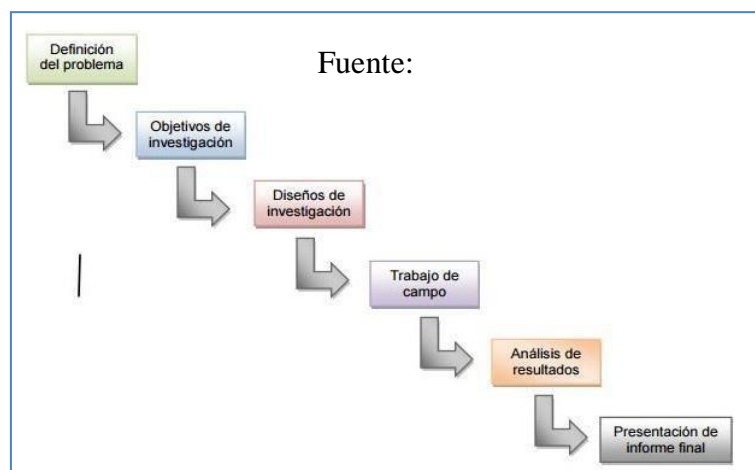 Definición
del problema
Fuente:
Objetivos de
investigación
Diseños de
investigación
Trabajo de
campo
Análisis de
resultados
Presentación de
informe final